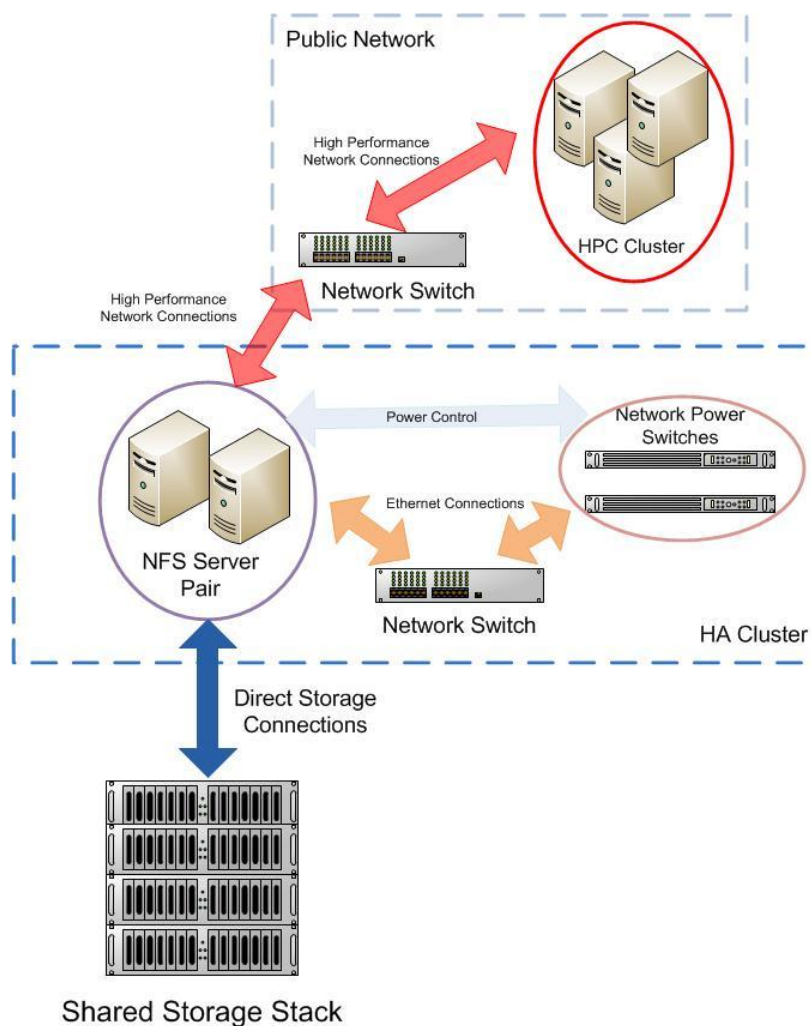 Public Network
High Performance
Network Connections
HPC Cluster
Network Switch
High Performance
Network Connections
Power Control
Network Power
Switches
Ethernet Connections
NFS Server
Pair
Network Switch
HA Cluster
Direct Storage
Connections
Shared Storage Stack